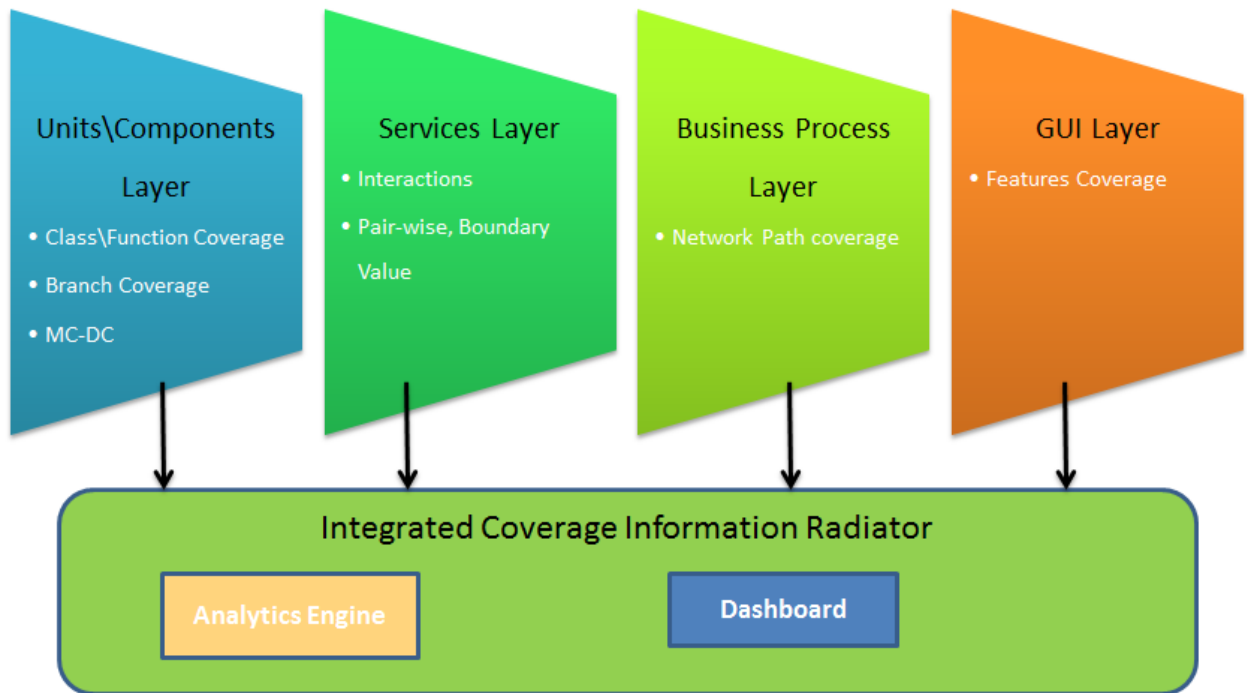 Units\Components
Layer
• Class\Function Coverage
• Branch Coverage
• MC-DC
Services Layer
• Interactions
• Pair-wise, Boundary
Value
Business Process
Layer
• Network Path coverage
GUI Layer
• Features Coverage
Integrated Coverage Information Radiator
Analytics Engine
Dashboard